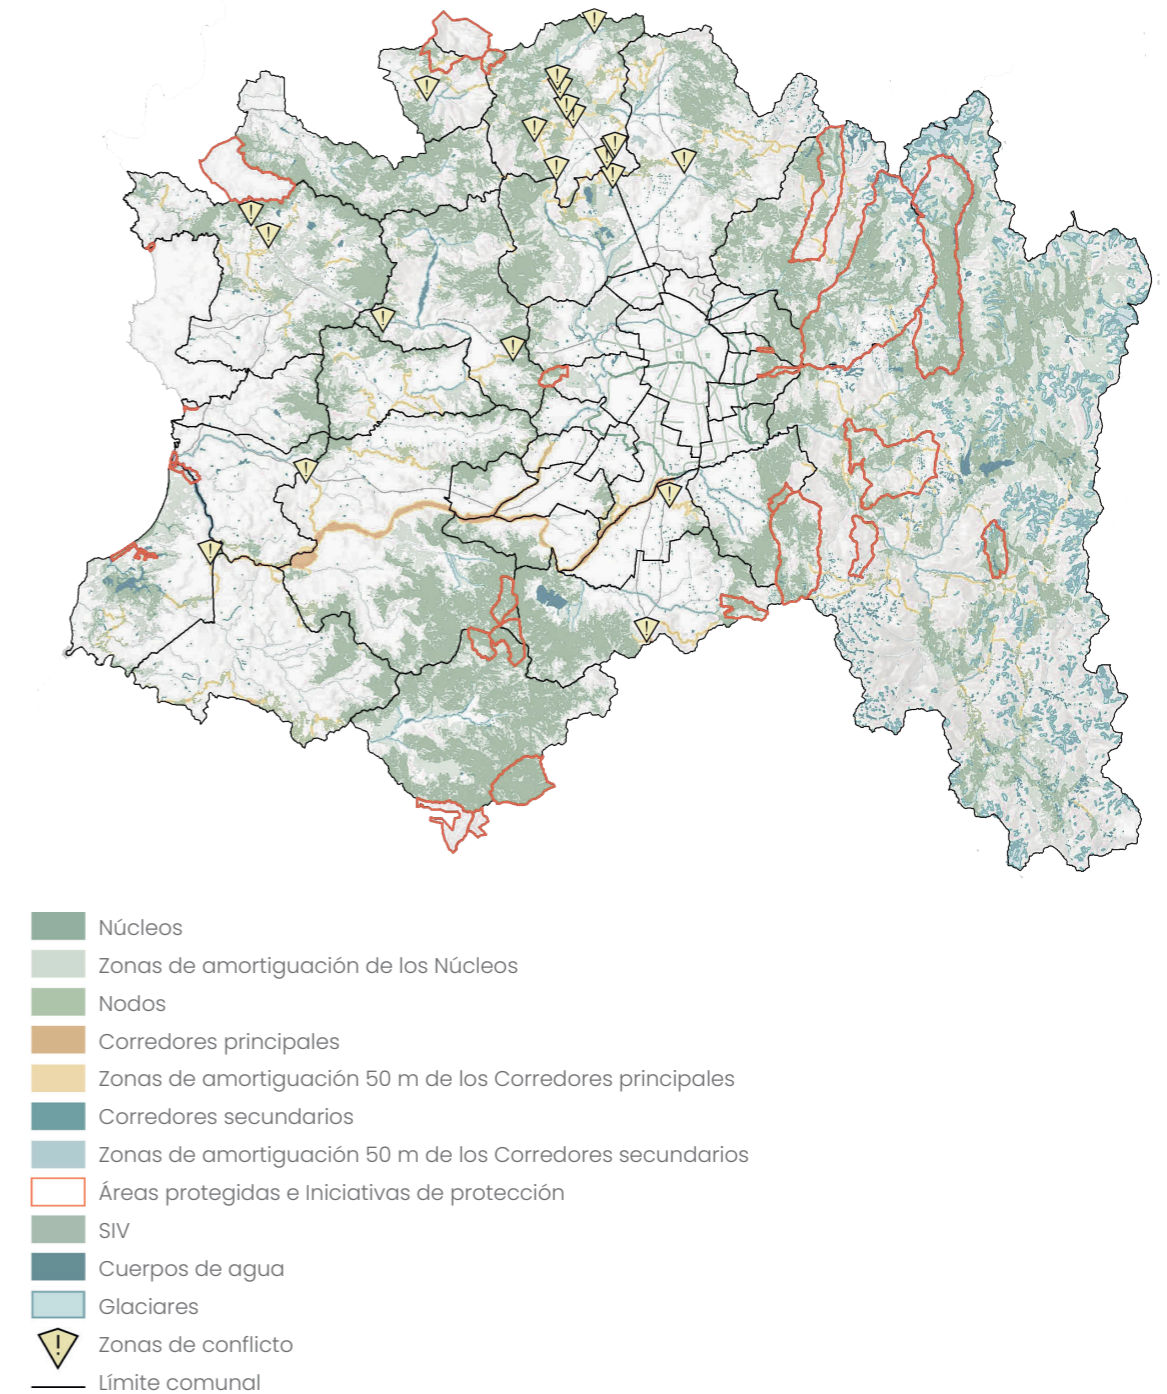 Núcleos
Zonas de amortiguación de los Núcleos
Nodos
Corredores principales
Zonas de amortiguación 50 m de los Corredores principales
Corredores secundarios
Zonas de amortiguación 50 m de los Corredores secundarios
Áreas protegidas e Iniciativas de protección
SIV
Cuerpos de agua
Glaciares
Zonas de conflicto
Límite comunal